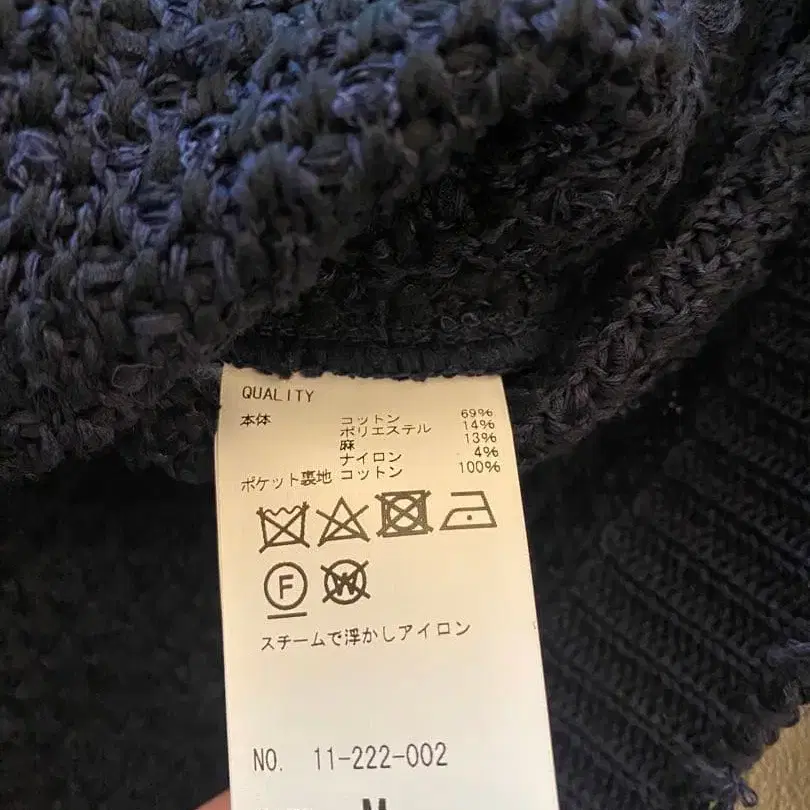 QUALITY
本体 コットン 69%
ポリエステル 14%
麻 13%
ナイロン 4%
ポケット裏地 コットン 100%
F W
スチームで浮かしアイロン
NO. 11-222-002
M